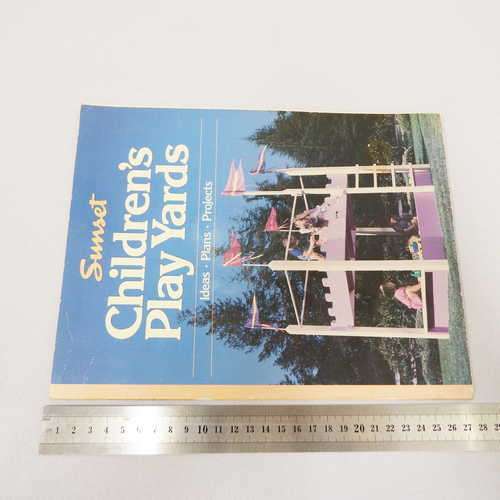 Sunset
Children's
Play Yards
Ideas · Plans · Projects
1 2 3 4 5 6 7 8 9 10 11 12 13 14 15 16 17 18 19 20 21 22 23 24 25 26 27 28 29